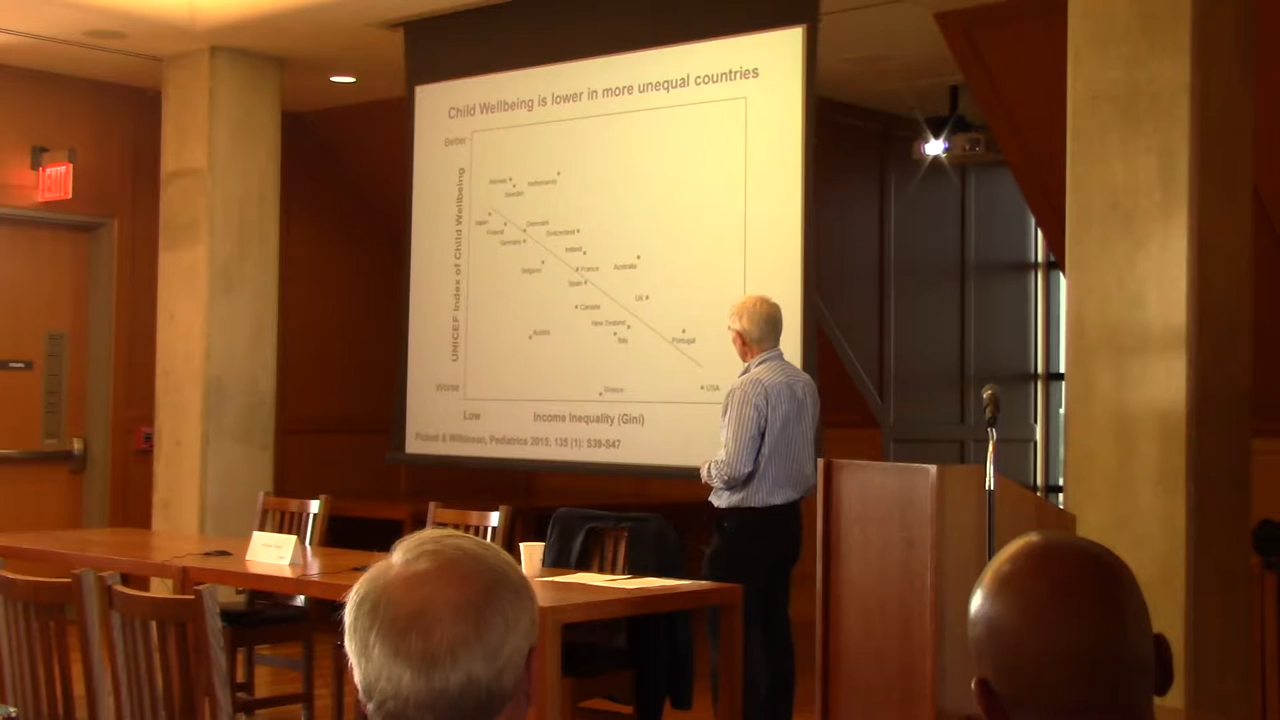 EXIT
Child Wellbeing is lower in more unequal countries
Better
UNICEF Index of Child Wellbeing
Worse
Norway
Sweden
Netherlands
Japan
Finland
Denmark
Germany
Switzerland
Ireland
Belgium
France
Australia
Spain
Canada
UK
New Zealand
Italy
Portugal
Austria
Greece
USA
Low
Income Inequality (Gini)
Pickett & Wilkinson, Pediatrics 2015; 135 (1): S39-S47